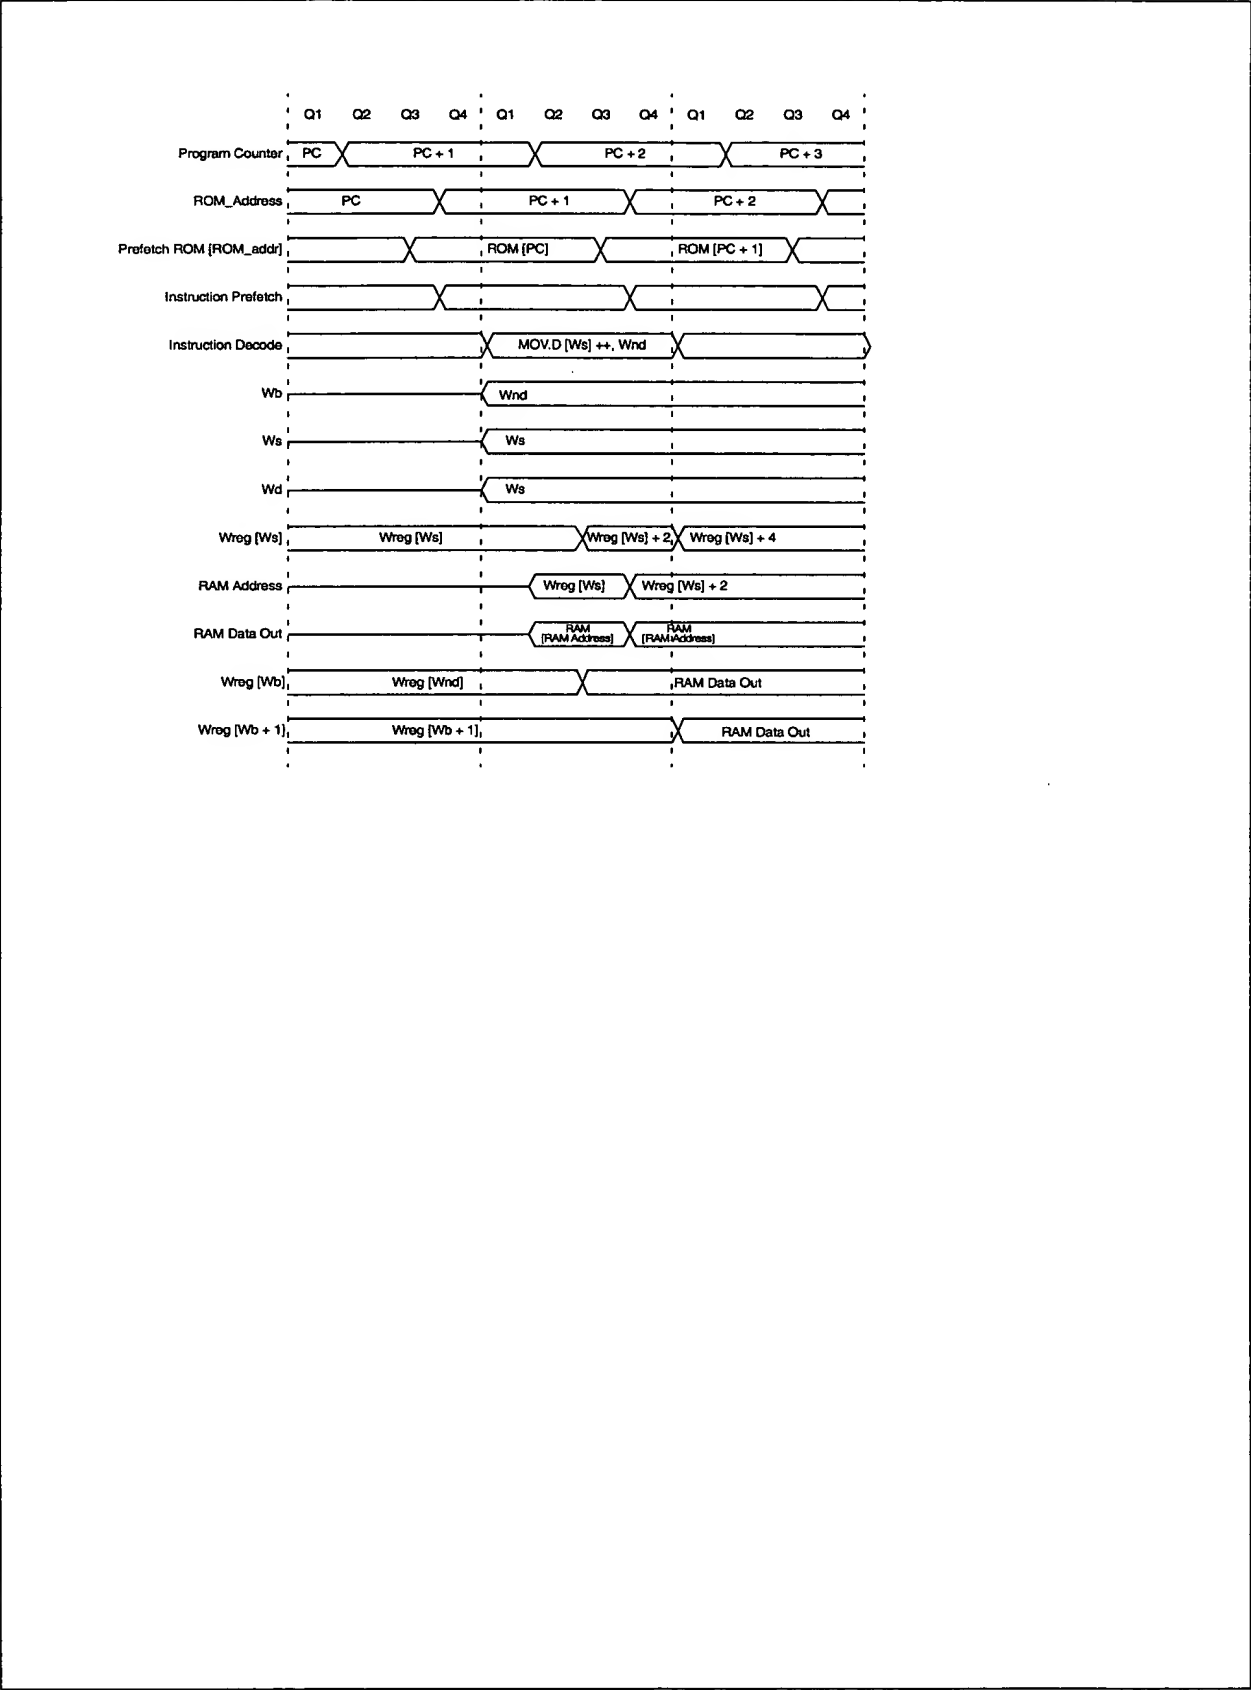 Q1 Q2 Q3 Q4 Q1 Q2 Q3 Q4 Q1 Q2 Q3 Q4
Program Counter PC PC + 1 PC + 2 PC + 3
ROM_Address PC PC + 1 PC + 2
Prefetch ROM [ROM_addr] ROM [PC] ROM [PC + 1]
Instruction Prefetch
Instruction Decode MOV.D [Ws] ++, Wnd
Wb Wnd
Ws Ws
Wd Ws
Wreg [Ws] Wreg [Ws] Wreg [Ws] + 2 Wreg [Ws] + 4
RAM Address Wreg [Ws] Wreg [Ws] + 2
RAM Data Out RAM [RAM Address] RAM [RAM Address]
Wreg [Wb] Wreg [Wnd] RAM Data Out
Wreg [Wb + 1] Wreg [Wb + 1] RAM Data Out